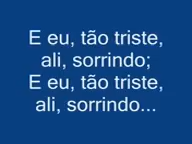 E eu, tão triste,
ali, sorrindo;
E eu, tão triste,
ali, sorrindo...